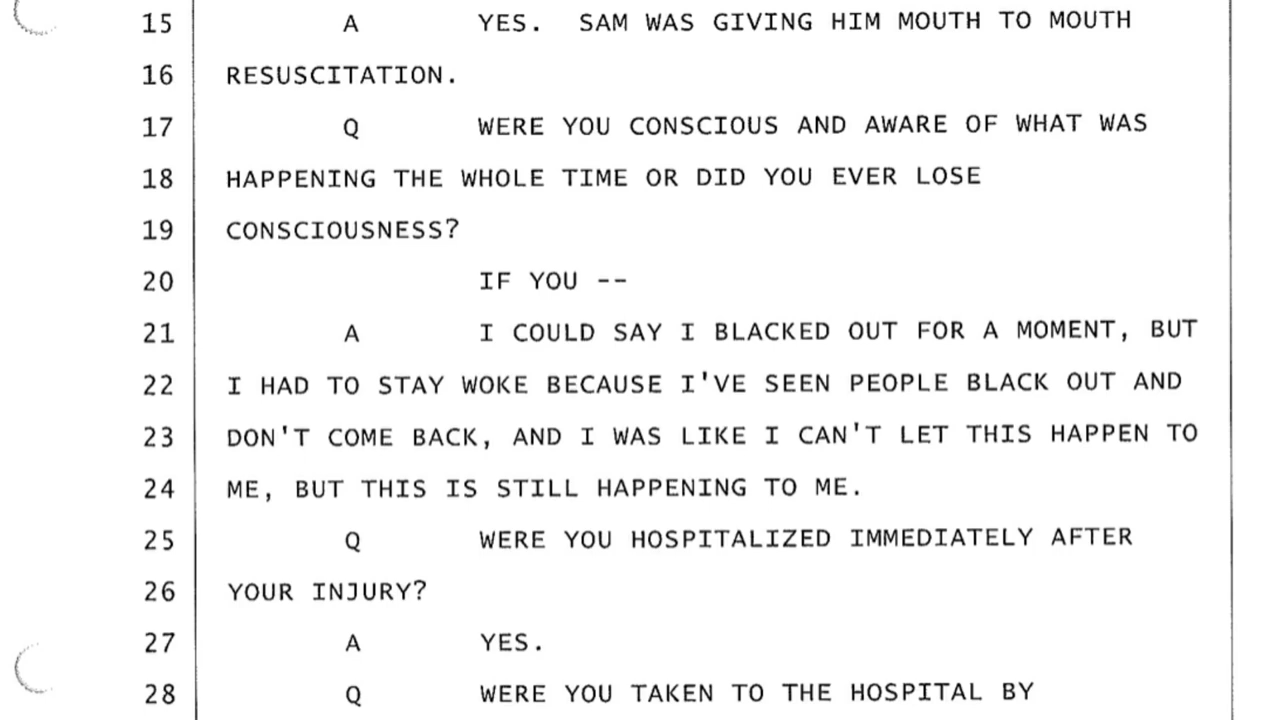 15 A YES. SAM WAS GIVING HIM MOUTH TO MOUTH
16 RESUSCITATION.
17 Q WERE YOU CONSCIOUS AND AWARE OF WHAT WAS
18 HAPPENING THE WHOLE TIME OR DID YOU EVER LOSE
19 CONSCIOUSNESS?
20 IF YOU --
21 A I COULD SAY I BLACKED OUT FOR A MOMENT, BUT
22 I HAD TO STAY WOKE BECAUSE I'VE SEEN PEOPLE BLACK OUT AND
23 DON'T COME BACK, AND I WAS LIKE I CAN'T LET THIS HAPPEN TO
24 ME, BUT THIS IS STILL HAPPENING TO ME.
25 Q WERE YOU HOSPITALIZED IMMEDIATELY AFTER
26 YOUR INJURY?
27 A YES.
28 Q WERE YOU TAKEN TO THE HOSPITAL BY